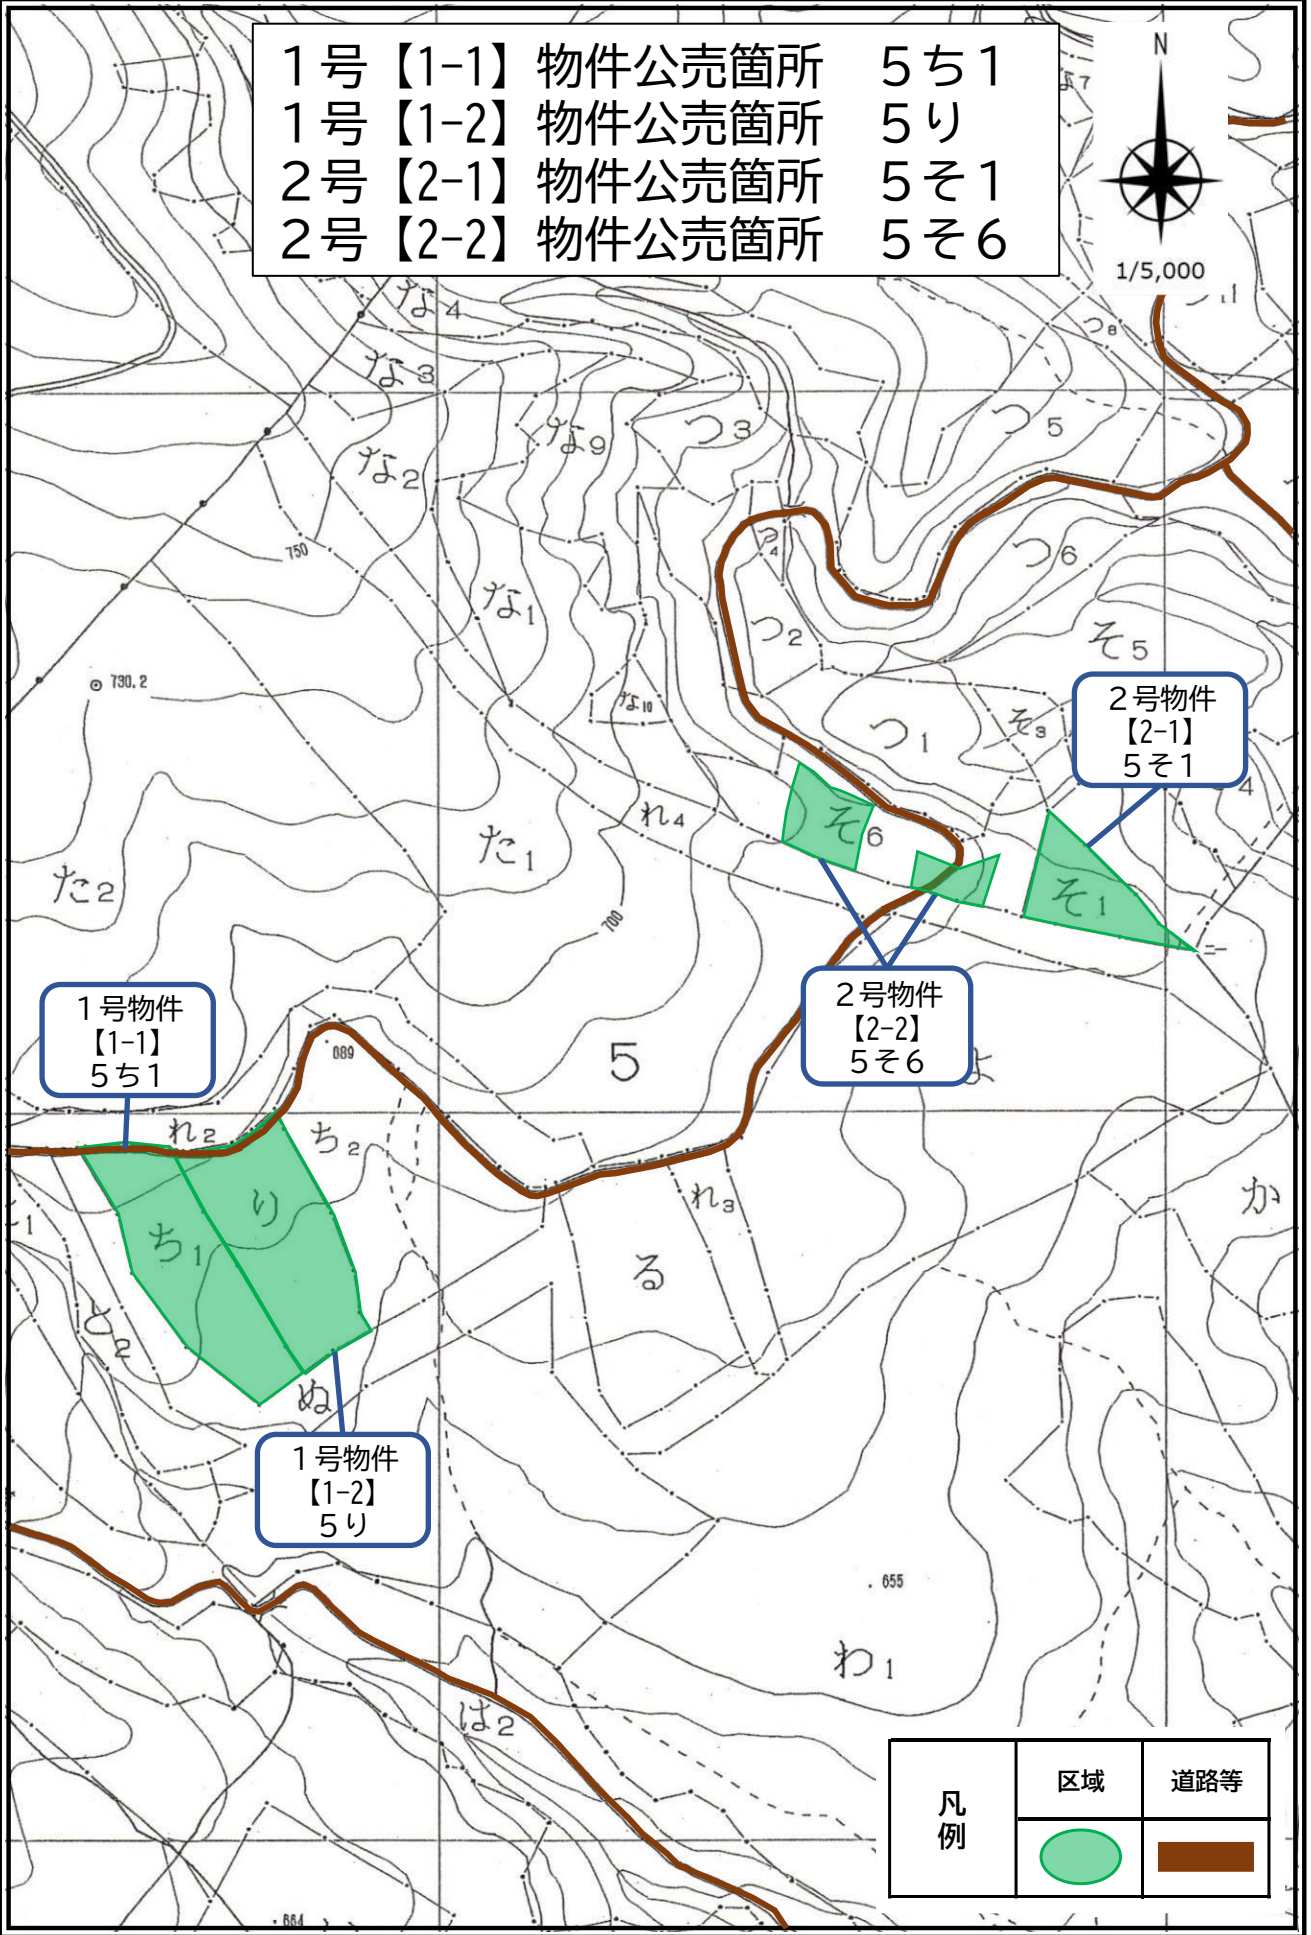 １号【1-1】物件公売箇所　５ち１
１号【1-2】物件公売箇所　５り
２号【2-1】物件公売箇所　５そ１
２号【2-2】物件公売箇所　５そ６
N
1/5,000
な4
つ8
な3
つ3
つ5
な9
な2
750
つ4
つ6
な1
つ2
そ5
730.2
な10
つ1
そ3
２号物件
【2-1】
５そ１
4
れ4
そ6
た1
た2
そ1
700
１号物件
【1-1】
５ち１
２号物件
【2-2】
５そ６
689
5
よ
れ2
ち2
り
れ3
か
1
ち1
る
と2
ぬ
１号物件
【1-2】
５り
655
わ1
は2
凡例
区域
道路等
664